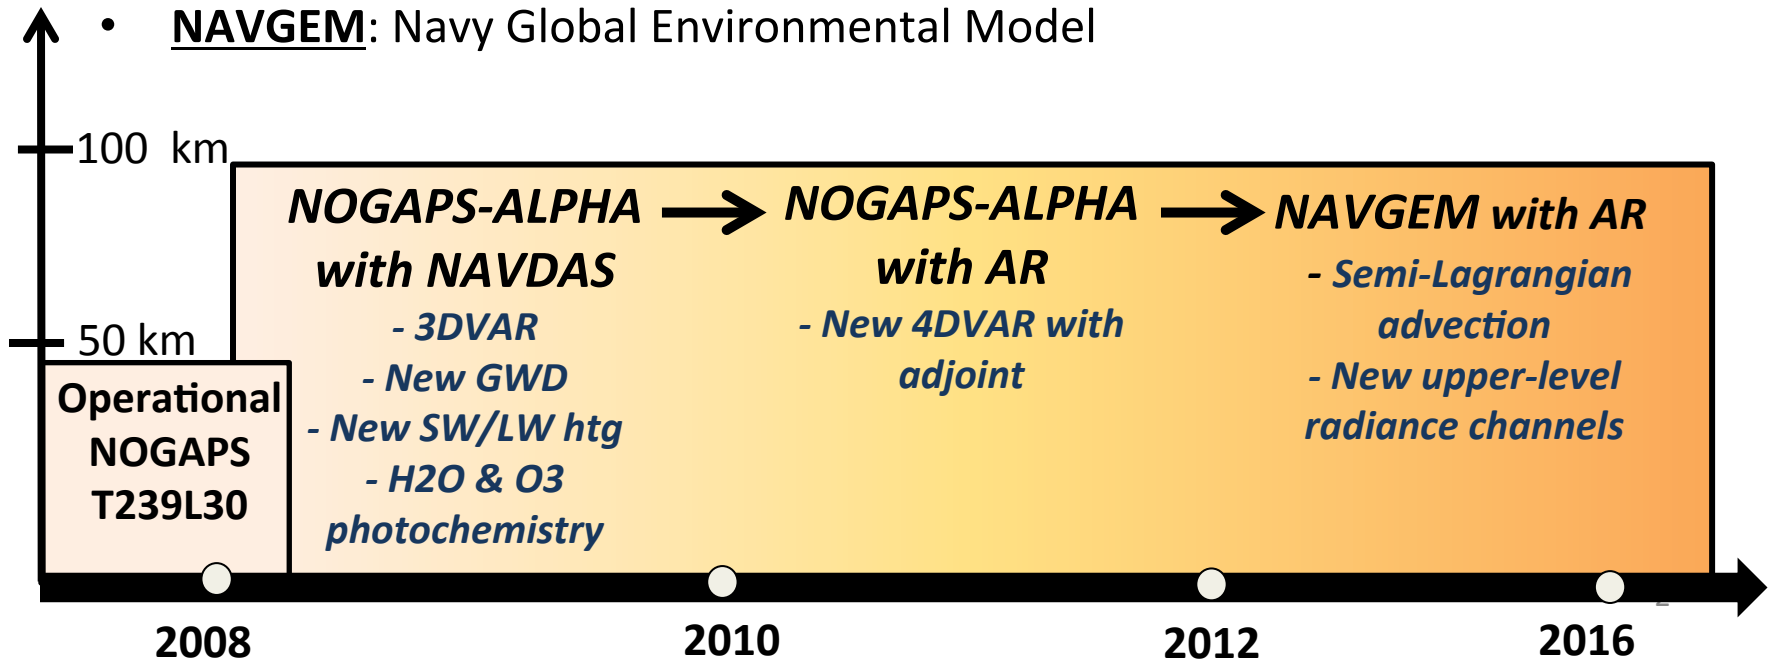 • NAVGEM: Navy Global Environmental Model
100 km
50 km
Operational
NOGAPS
T239L30
NOGAPS-ALPHA
with NAVDAS
- 3DVAR
- New GWD
- New SW/LW htg
- H2O & O3
photochemistry
NOGAPS-ALPHA
with AR
- New 4DVAR with
adjoint
NAVGEM with AR
- Semi-Lagrangian
advection
- New upper-level
radiance channels
2008
2010
2012
2016